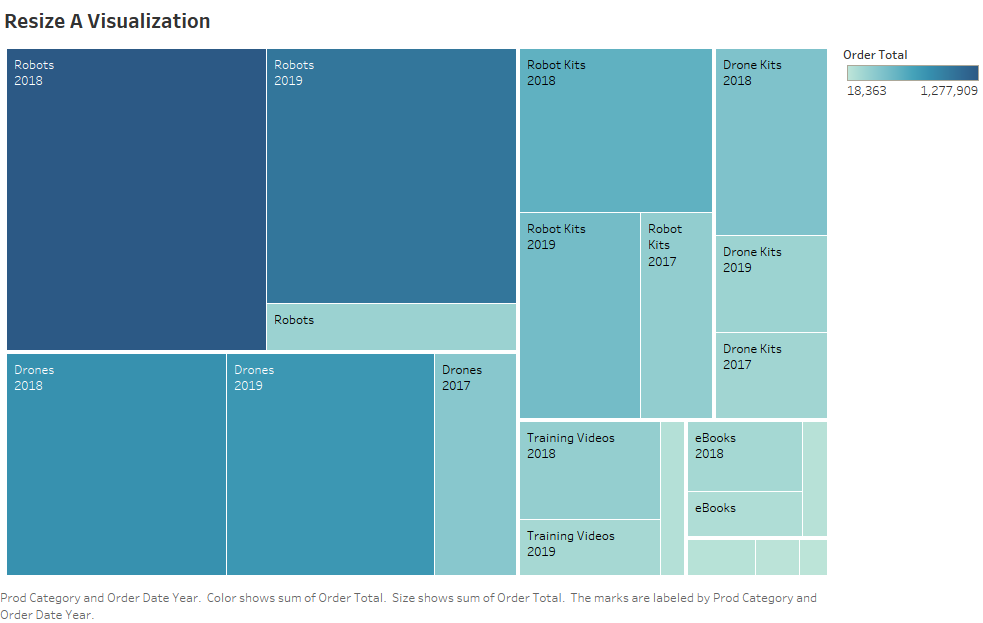 Resize A Visualization
Robots
2018
Robots
2019
Robots
Drones
2018
Drones
2019
Drones
2017
Robot Kits
2018
Robot Kits
2019
Robot
Kits
2017
Drone Kits
2018
Drone Kits
2019
Drone Kits
2017
Training Videos
2018
Training Videos
2019
eBooks
2018
eBooks
Order Total
18,363 1,277,909
Prod Category and Order Date Year. Color shows sum of Order Total. Size shows sum of Order Total. The marks are labeled by Prod Category and
Order Date Year.